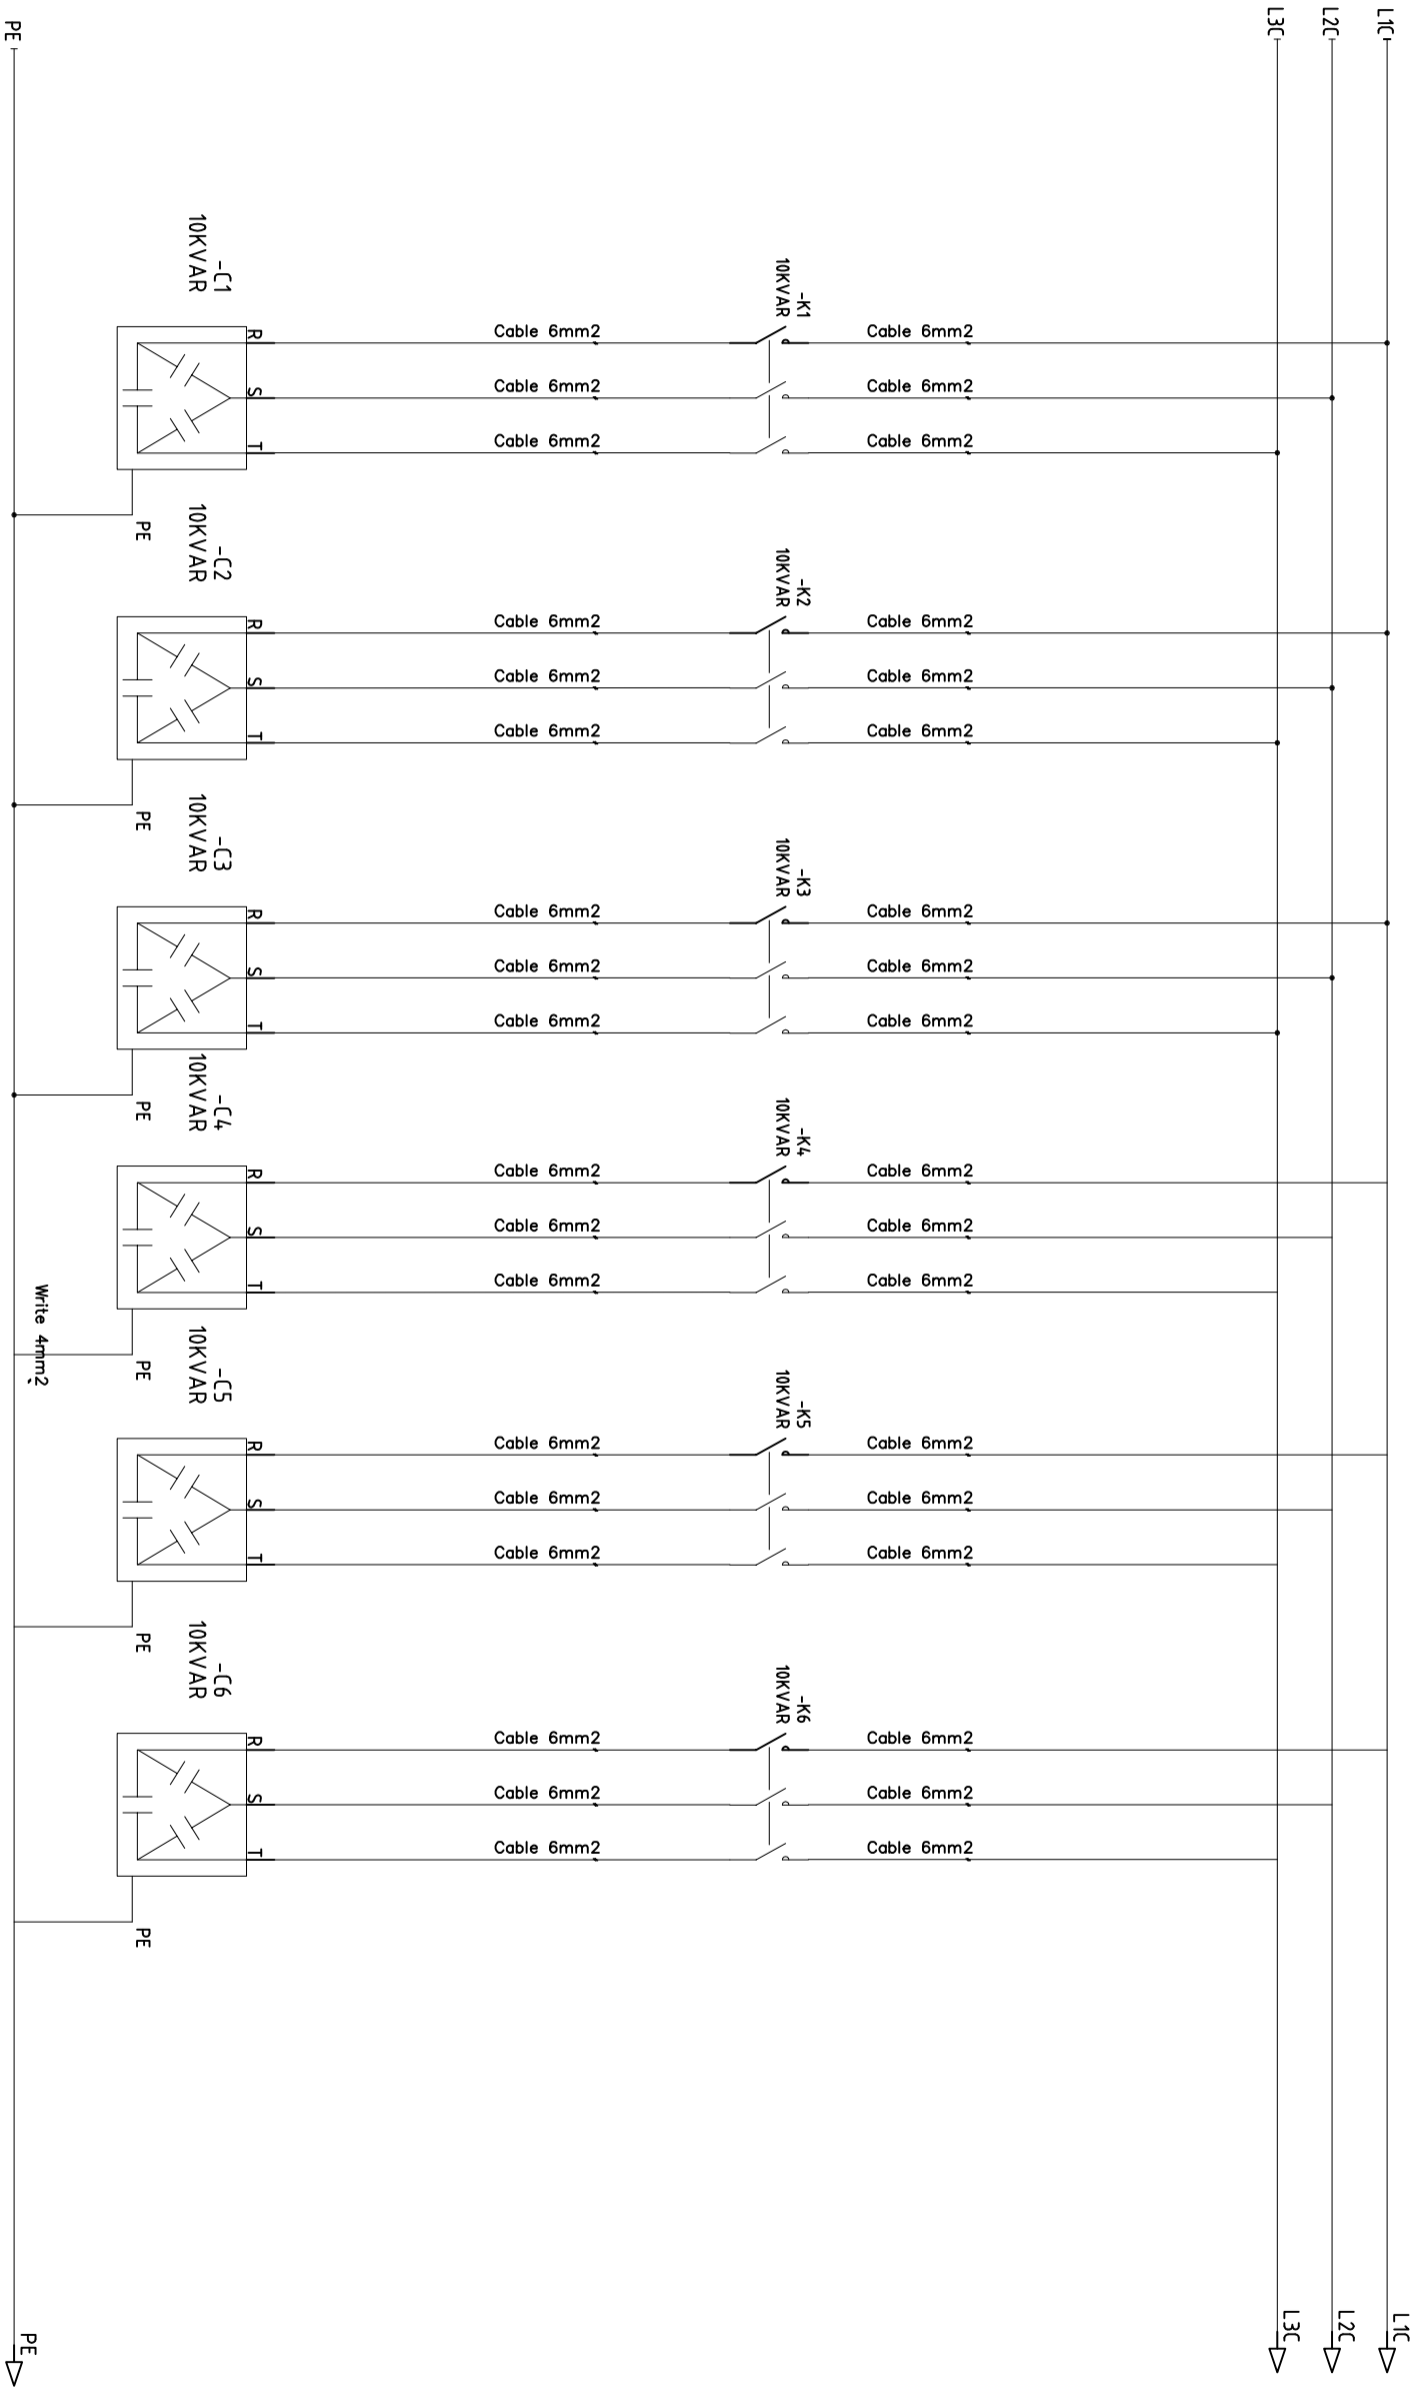 L1C
L2C
L3C
PE
-K1
10KVAR
Cable 6mm2
Cable 6mm2
Cable 6mm2
Cable 6mm2
Cable 6mm2
Cable 6mm2
-C1
10KVAR
R
S
T
PE
-K2
10KVAR
Cable 6mm2
Cable 6mm2
Cable 6mm2
Cable 6mm2
Cable 6mm2
Cable 6mm2
-C2
10KVAR
R
S
T
PE
-K3
10KVAR
Cable 6mm2
Cable 6mm2
Cable 6mm2
Cable 6mm2
Cable 6mm2
Cable 6mm2
-C3
10KVAR
R
S
T
PE
-K4
10KVAR
Cable 6mm2
Cable 6mm2
Cable 6mm2
Cable 6mm2
Cable 6mm2
Cable 6mm2
-C4
10KVAR
R
S
T
PE
Write 4mm2
-K5
10KVAR
Cable 6mm2
Cable 6mm2
Cable 6mm2
Cable 6mm2
Cable 6mm2
Cable 6mm2
-C5
10KVAR
R
S
T
PE
-K6
10KVAR
Cable 6mm2
Cable 6mm2
Cable 6mm2
Cable 6mm2
Cable 6mm2
Cable 6mm2
-C6
10KVAR
R
S
T
PE
L1C
L2C
L3C
PE